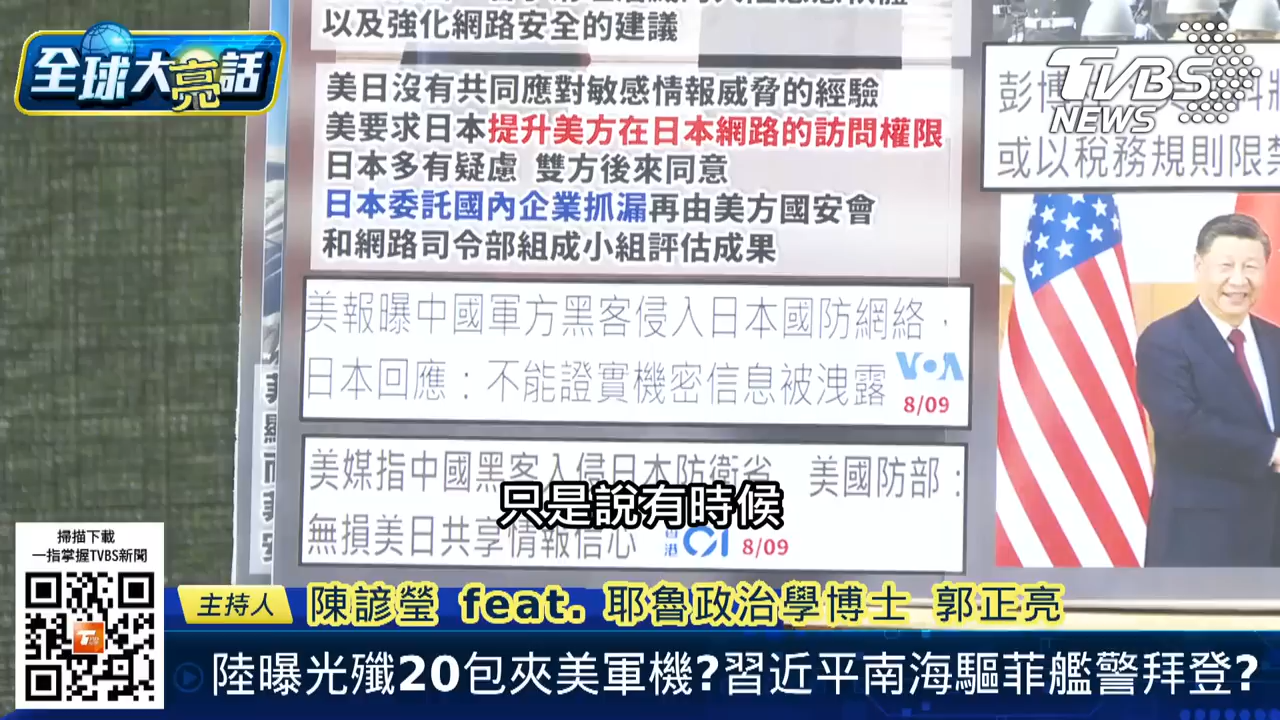 全球大亮話
以及強化網路安全的建議
美日沒有共同應對敏感情報威脅的經驗
美要求日本提升美方在日本網路的訪問權限
日本多有疑慮 雙方後來同意
日本委託國內企業抓漏再由美方國安會
和網路司令部組成小組評估成果
美報曝中國軍方黑客侵入日本國防網絡，
日本回應：不能證實機密信息被洩露
VOA
8/09
美媒指中國黑客入侵日本防衛省 美國防部：
無損美日共享情報信心
香港01 8/09
TVBS
NEWS
彭博
或以稅務規則限禁
只是說有時候
掃描下載
一指掌握TVBS新聞
主持人 陳諺瑩 feat. 耶魯政治學博士 郭正亮
陸曝光殲20包夾美軍機?習近平南海驅菲艦警拜登?